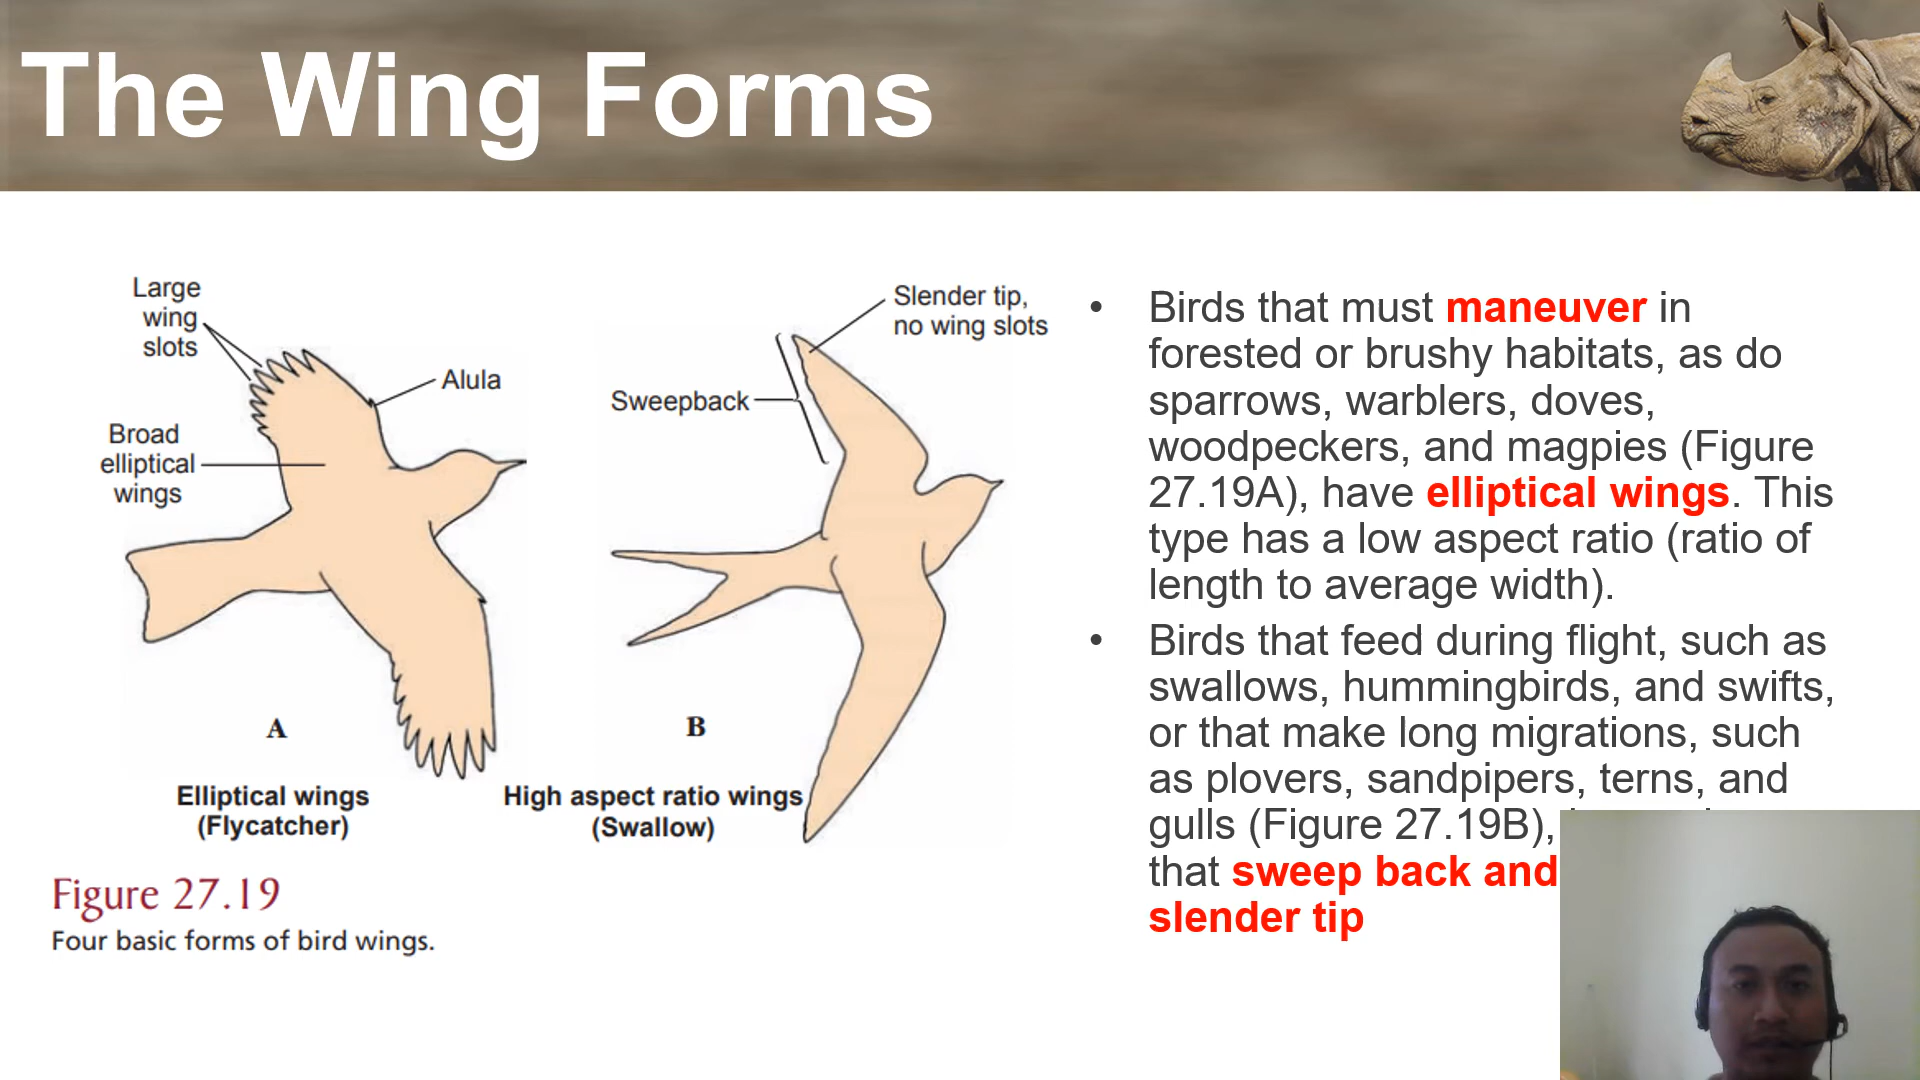 The Wing Forms
Large
wing
slots
Alula
Broad
elliptical
wings
A
Elliptical wings
(Flycatcher)
Slender tip,
no wing slots
Sweepback
B
High aspect ratio wings
(Swallow)
Figure 27.19
Four basic forms of bird wings.
• Birds that must maneuver in
forested or brushy habitats, as do
sparrows, warblers, doves,
woodpeckers, and magpies (Figure
27.19A), have elliptical wings. This
type has a low aspect ratio (ratio of
length to average width).
• Birds that feed during flight, such as
swallows, hummingbirds, and swifts,
or that make long migrations, such
as plovers, sandpipers, terns, and
gulls (Figure 27.19B),
that sweep back and
slender tip